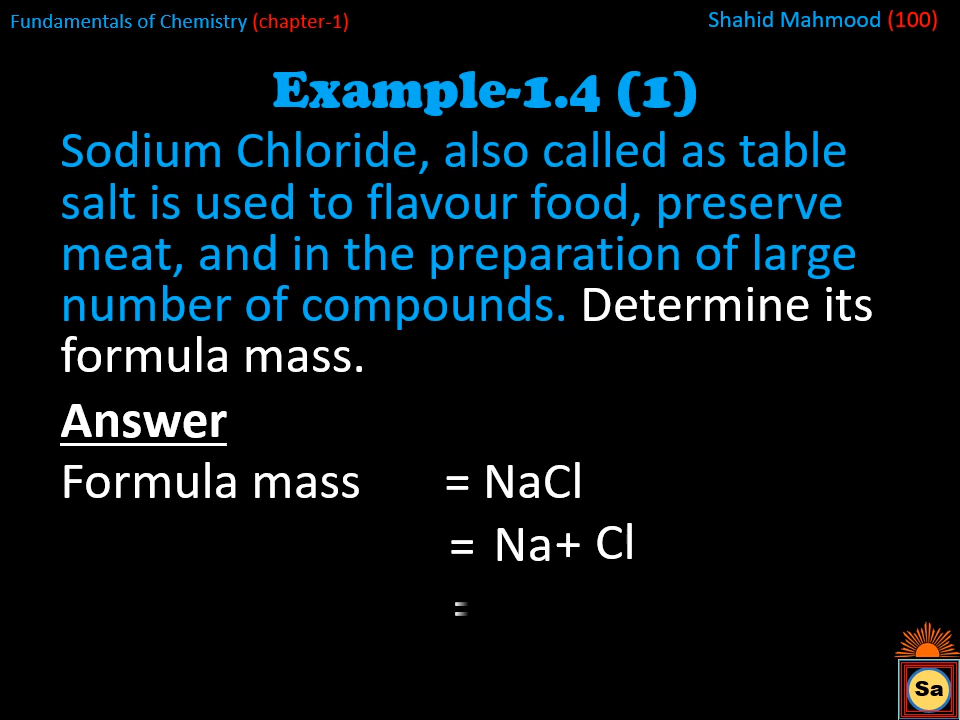 Fundamentals of Chemistry (chapter-1)
Shahid Mahmood (100)
Example-1.4 (1)
Sodium Chloride, also called as table
salt is used to flavour food, preserve
meat, and in the preparation of large
number of compounds. Determine its
formula mass.
Answer
Formula mass = NaCl
= Na+ Cl
=
Sa